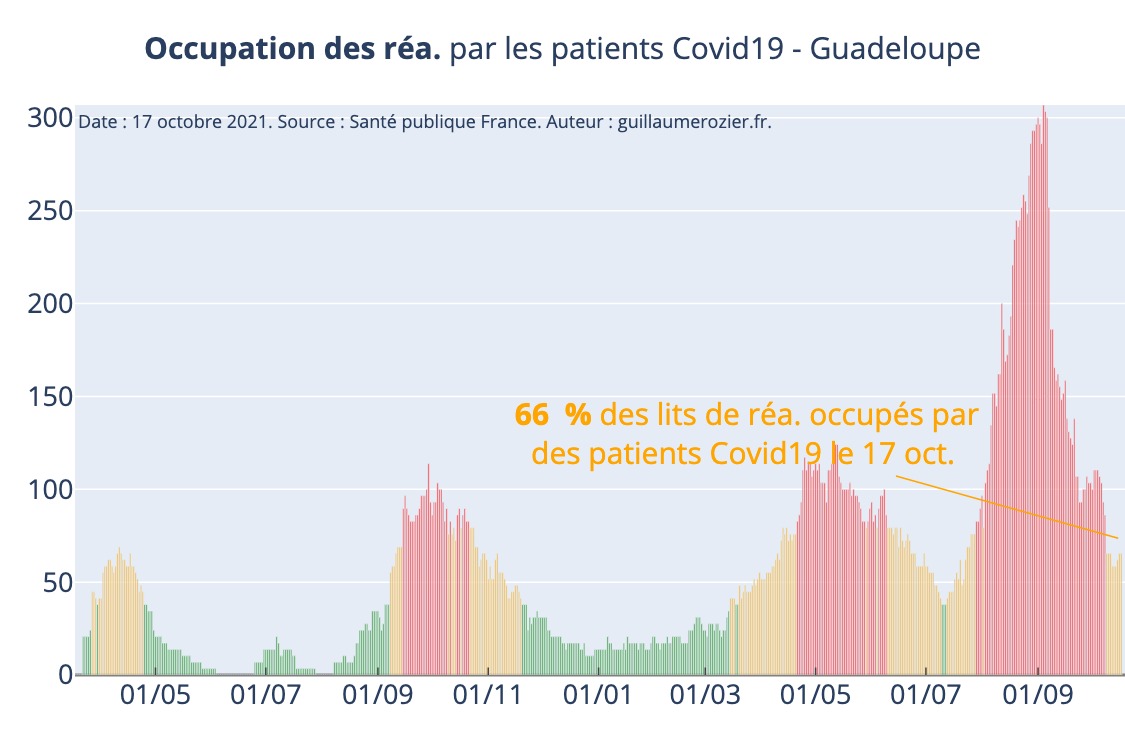 Occupation des réa. par les patients Covid19 - Guadeloupe
300
Date : 17 octobre 2021. Source : Santé publique France. Auteur : guillaumerozier.fr.
250
200
150
66 % des lits de réa. occupés par
des patients Covid19 le 17 oct.
100
50
0
01/05 01/07 01/09 01/11 01/01 01/03 01/05 01/07 01/09